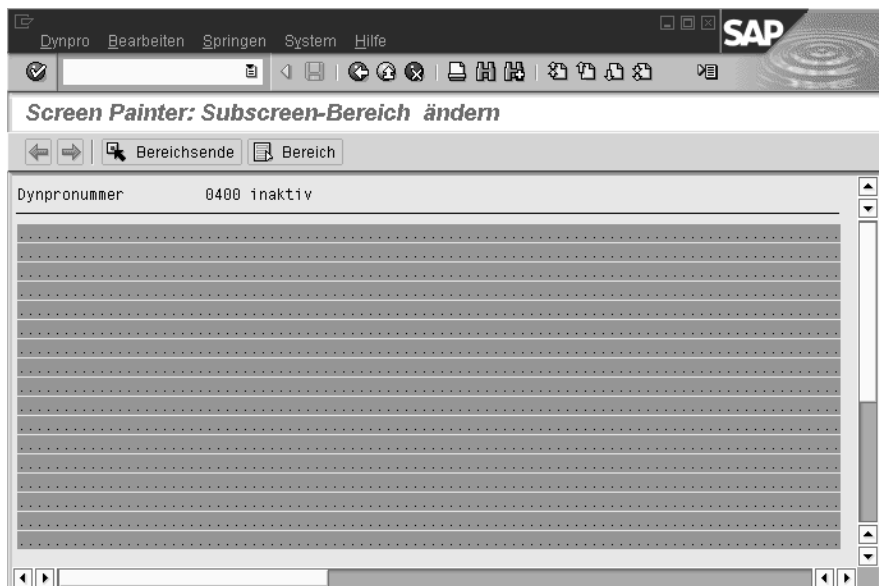 Dynpro Bearbeiten Springen System Hilfe
SAP
Screen Painter: Subscreen-Bereich ändern
Bereichsende Bereich
Dynpronummer 0400 inaktiv